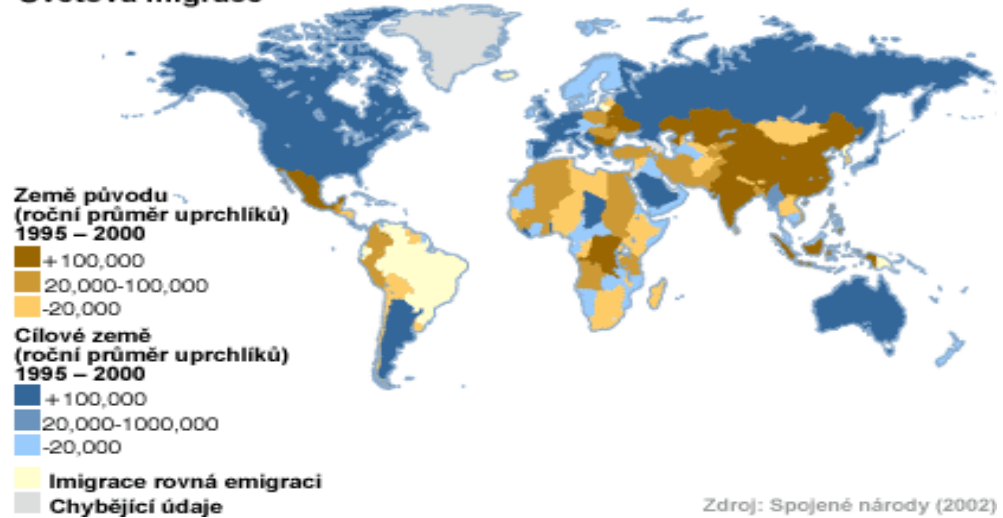 Světová migrace
Země původu
(roční průměr uprchlíků)
1995 – 2000
+100,000
20,000-100,000
-20,000
Cílové země
(roční průměr uprchlíků)
1995 – 2000
+100,000
20,000-1000,000
-20,000
Imigrace rovná emigraci
Chybějící údaje
Zdroj: Spojené národy (2002)